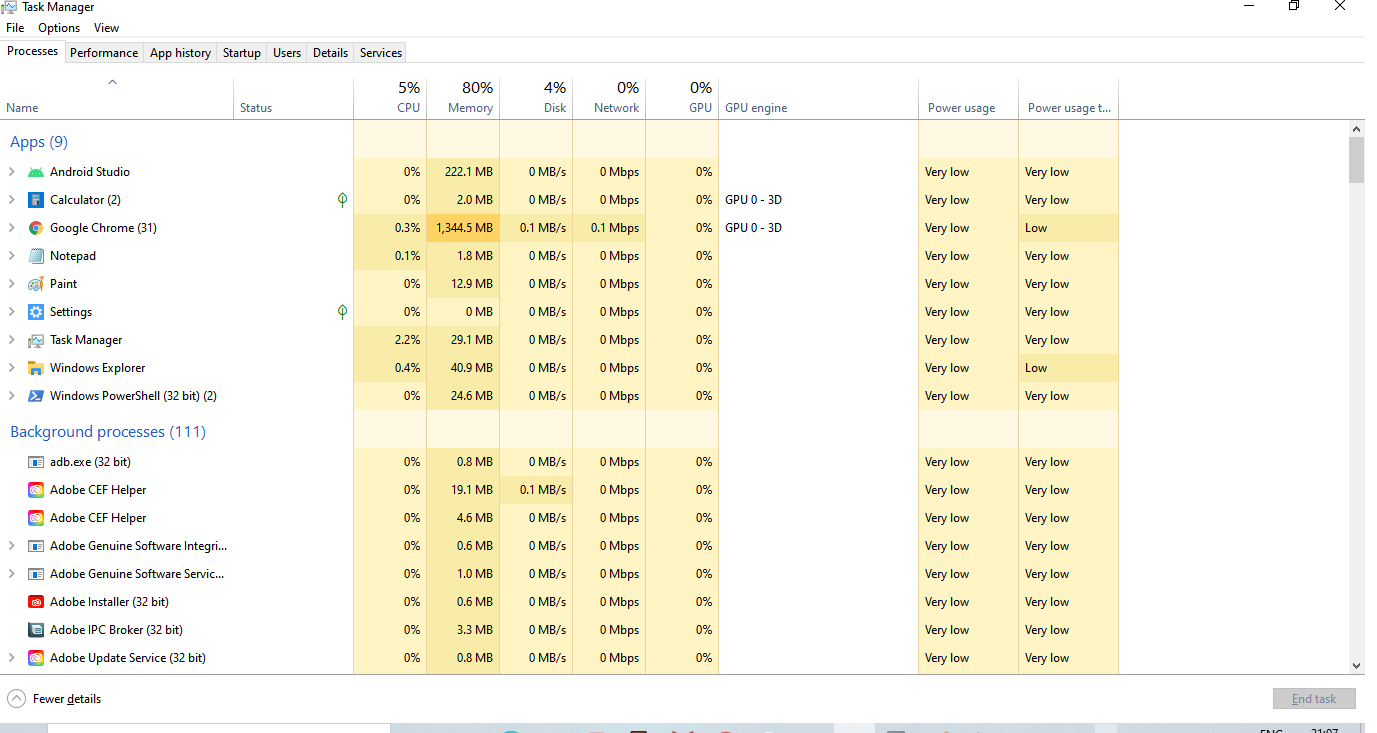 Task Manager
File Options View
Processes Performance App history Startup Users Details Services
5% 80% 4% 0% 0%
Name Status CPU Memory Disk Network GPU GPU engine Power usage Power usage t...
Apps (9)
Android Studio 0% 222.1 MB 0 MB/s 0 Mbps 0% Very low Very low
Calculator (2) 0% 2.0 MB 0 MB/s 0 Mbps 0% GPU 0 - 3D Very low Very low
Google Chrome (31) 0.3% 1,344.5 MB 0.1 MB/s 0.1 Mbps 0% GPU 0 - 3D Very low Low
Notepad 0.1% 1.8 MB 0 MB/s 0 Mbps 0% Very low Very low
Paint 0% 12.9 MB 0 MB/s 0 Mbps 0% Very low Very low
Settings 0% 0 MB 0 MB/s 0 Mbps 0% Very low Very low
Task Manager 2.2% 29.1 MB 0 MB/s 0 Mbps 0% Very low Very low
Windows Explorer 0.4% 40.9 MB 0 MB/s 0 Mbps 0% Very low Low
Windows PowerShell (32 bit) (2) 0% 24.6 MB 0 MB/s 0 Mbps 0% Very low Very low
Background processes (111)
adb.exe (32 bit) 0% 0.8 MB 0 MB/s 0 Mbps 0% Very low Very low
Adobe CEF Helper 0% 19.1 MB 0.1 MB/s 0 Mbps 0% Very low Very low
Adobe CEF Helper 0% 4.6 MB 0 MB/s 0 Mbps 0% Very low Very low
Adobe Genuine Software Integri... 0% 0.6 MB 0 MB/s 0 Mbps 0% Very low Very low
Adobe Genuine Software Servic... 0% 1.0 MB 0 MB/s 0 Mbps 0% Very low Very low
Adobe Installer (32 bit) 0% 0.6 MB 0 MB/s 0 Mbps 0% Very low Very low
Adobe IPC Broker (32 bit) 0% 3.3 MB 0 MB/s 0 Mbps 0% Very low Very low
Adobe Update Service (32 bit) 0% 0.8 MB 0 MB/s 0 Mbps 0% Very low Very low
Fewer details End task